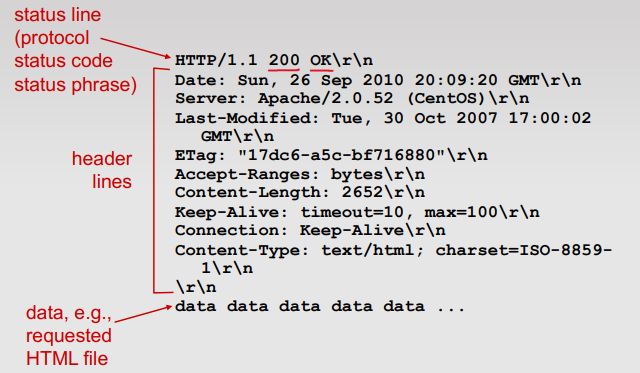 status line
(protocol
status code
status phrase)
HTTP/1.1 200 OK\r\n
Date: Sun, 26 Sep 2010 20:09:20 GMT\r\n
Server: Apache/2.0.52 (CentOS)\r\n
Last-Modified: Tue, 30 Oct 2007 17:00:02
GMT\r\n
ETag: "17dc6-a5c-bf716880"\r\n
Accept-Ranges: bytes\r\n
Content-Length: 2652\r\n
Keep-Alive: timeout=10, max=100\r\n
Connection: Keep-Alive\r\n
Content-Type: text/html; charset=ISO-8859-
1\r\n
\r\n
data data data data data ...
header
lines
data, e.g.,
requested
HTML file